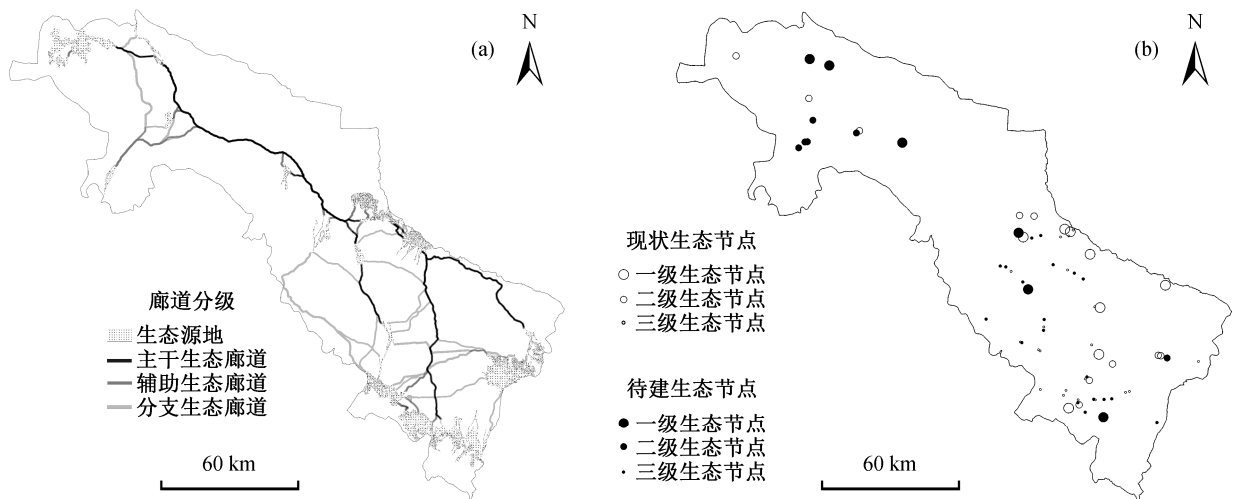 N
(a)
廊道分级
生态源地
主干生态廊道
辅助生态廊道
分支生态廊道
60 km
N
(b)
现状生态节点
一级生态节点
二级生态节点
三级生态节点
待建生态节点
一级生态节点
二级生态节点
三级生态节点
60 km